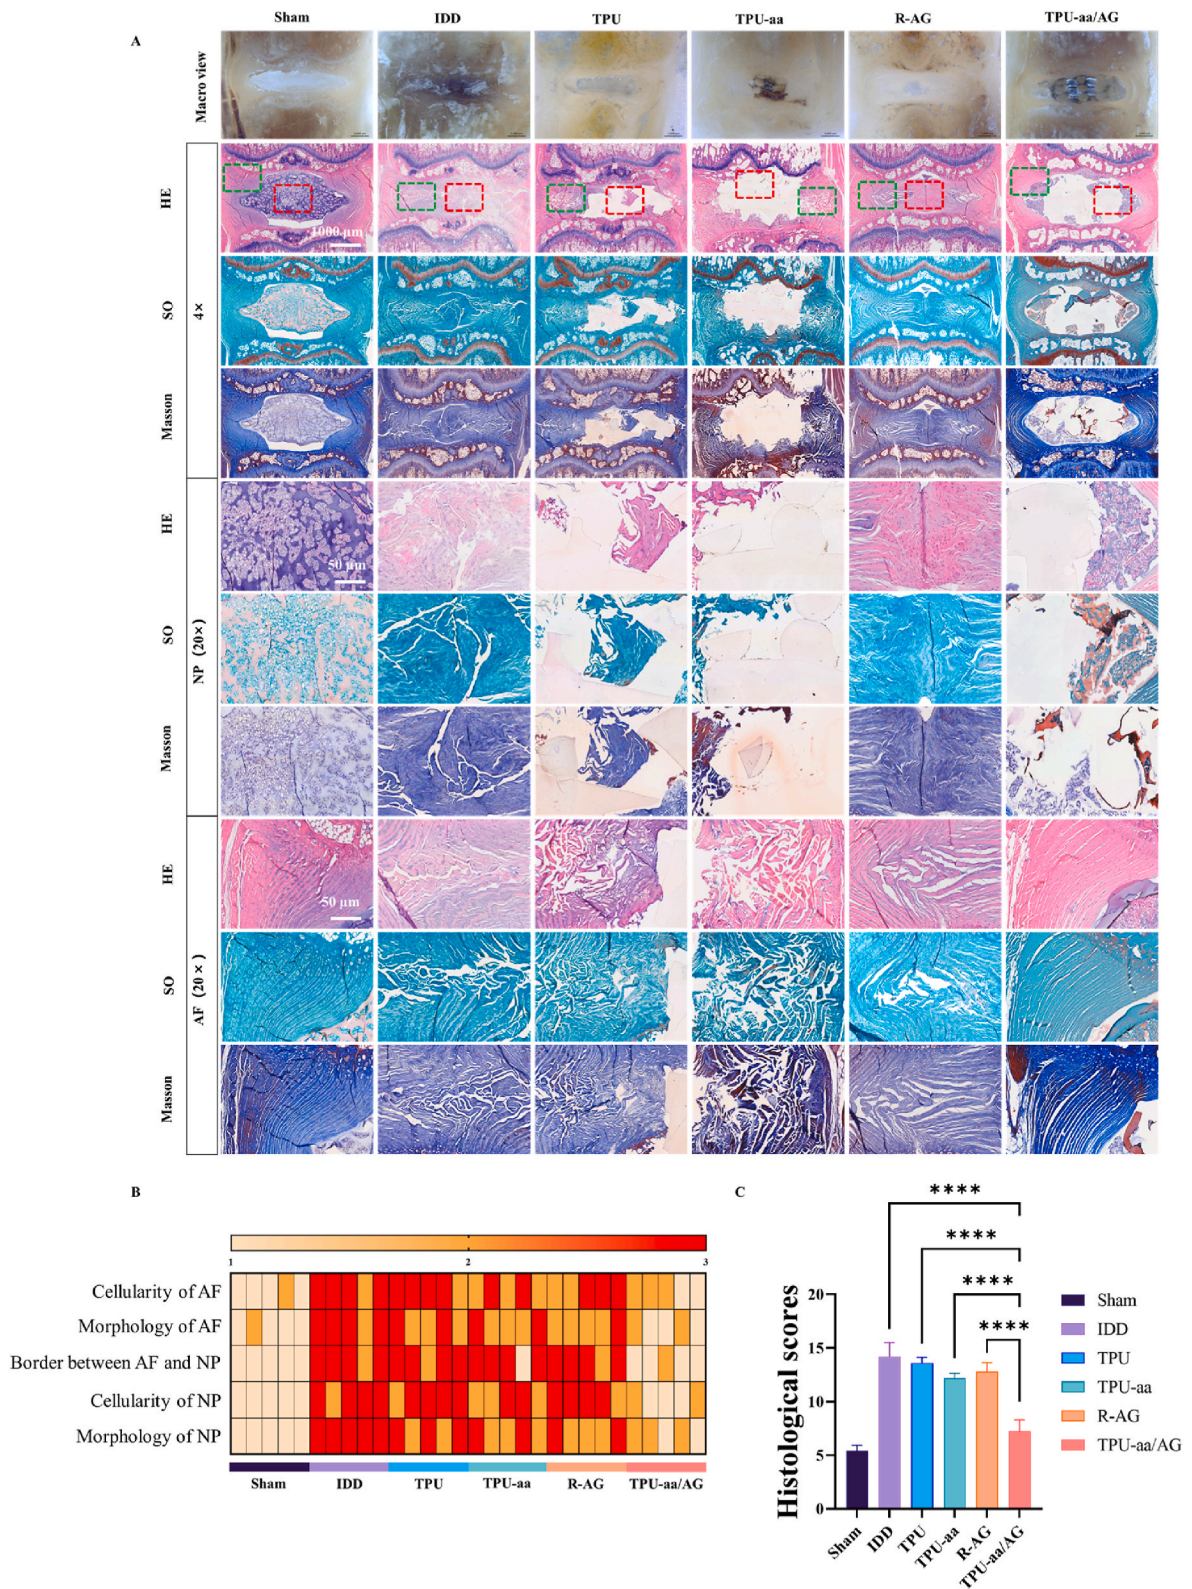 Sham IDD TPU TPU-aa R-AG TPU-aa/AG
A
Macro view
HE
1000 μm
SO
4×
Masson
HE
50 μm
SO
NP (20×)
Masson
HE
50 μm
SO
AF (20×)
Masson
B
1 2 3
Cellularity of AF
Morphology of AF
Border between AF and NP
Cellularity of NP
Morphology of NP
Sham IDD TPU TPU-aa R-AG TPU-aa/AG
C
****
****
****
****
Histological scores
20
15
10
5
0
Sham IDD TPU TPU-aa R-AG TPU-aa/AG
Sham
IDD
TPU
TPU-aa
R-AG
TPU-aa/AG